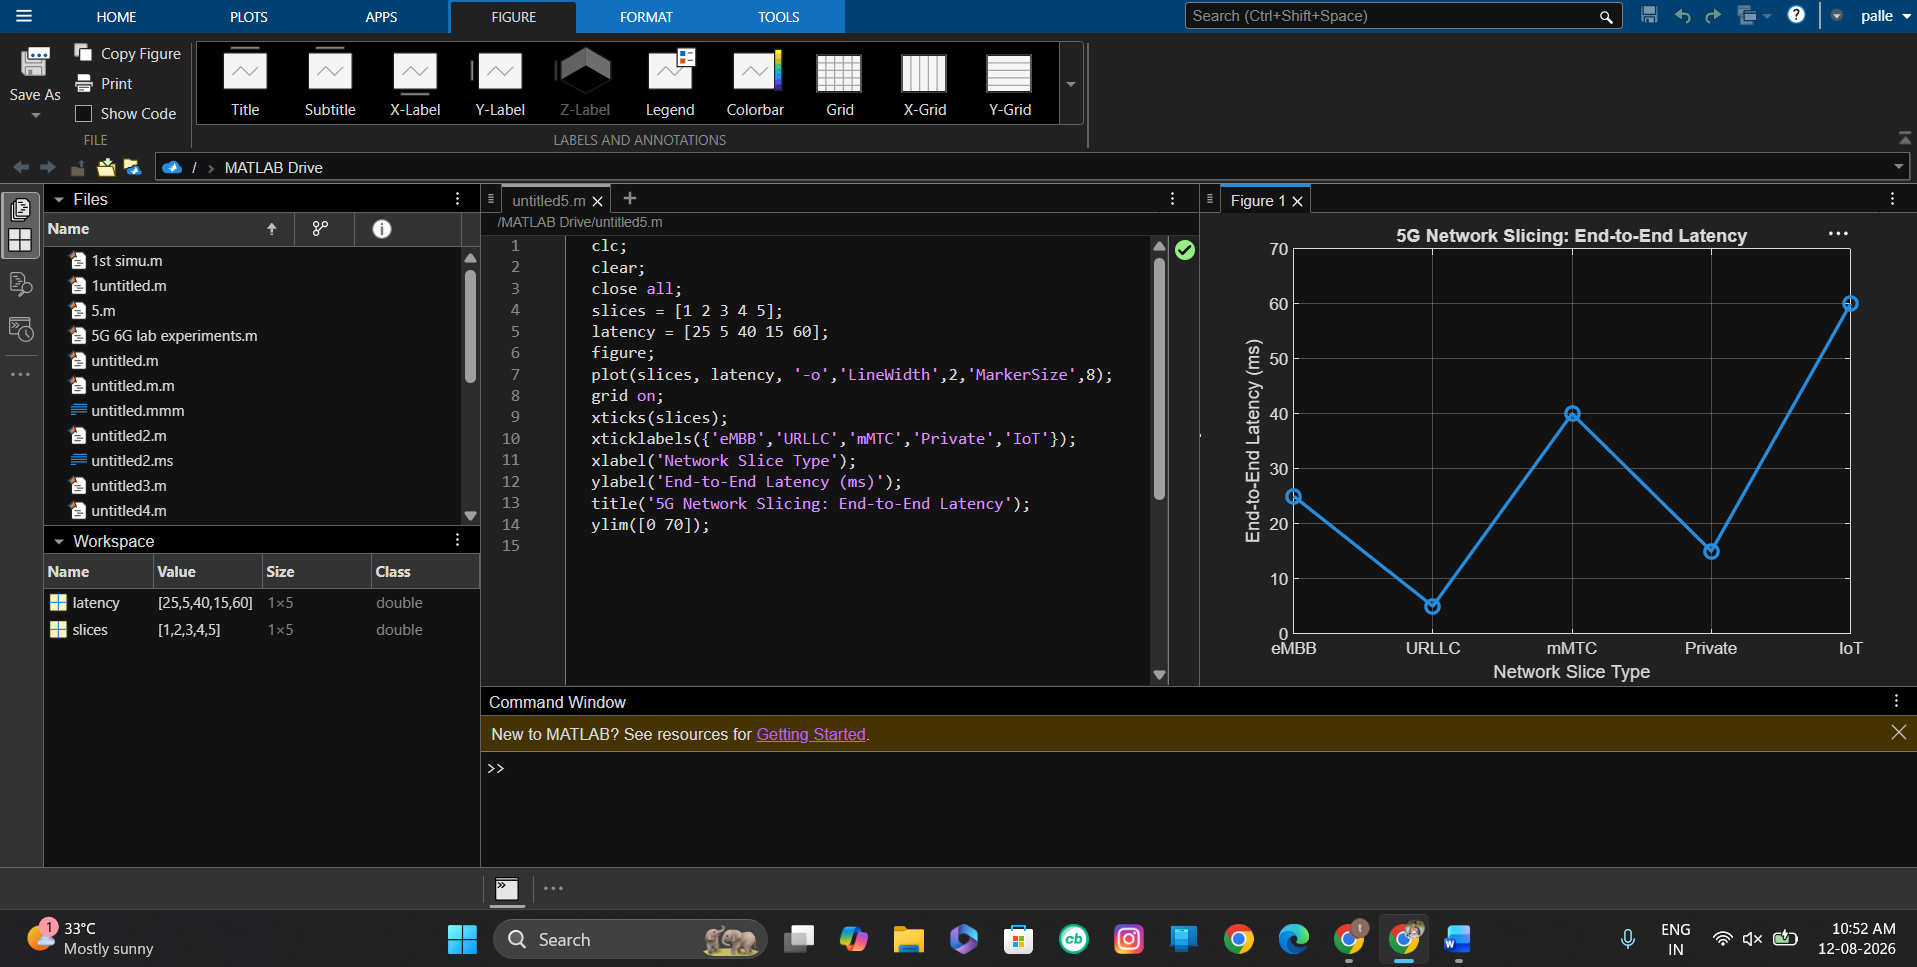 HOME PLOTS APPS FIGURE FORMAT TOOLS
Search (Ctrl+Shift+Space)
palle
Save As
Copy Figure
Print
Show Code
FILE
Title Subtitle X-Label Y-Label Z-Label Legend Colorbar Grid X-Grid Y-Grid
LABELS AND ANNOTATIONS
/ › MATLAB Drive
Files
Name
1st simu.m
1untitled.m
5.m
5G 6G lab experiments.m
untitled.m
untitled.m.m
untitled.mmm
untitled2.m
untitled2.ms
untitled3.m
untitled4.m
Workspace
Name Value Size Class
latency [25,5,40,15,60] 1×5 double
slices [1,2,3,4,5] 1×5 double
untitled5.m
/MATLAB Drive/untitled5.m
1 clc;
2 clear;
3 close all;
4 slices = [1 2 3 4 5];
5 latency = [25 5 40 15 60];
6 figure;
7 plot(slices, latency, '-o','LineWidth',2,'MarkerSize',8);
8 grid on;
9 xticks(slices);
10 xticklabels({'eMBB','URLLC','mMTC','Private','IoT'});
11 xlabel('Network Slice Type');
12 ylabel('End-to-End Latency (ms)');
13 title('5G Network Slicing: End-to-End Latency');
14 ylim([0 70]);
15
Figure 1
5G Network Slicing: End-to-End Latency
70
60
50
40
30
20
10
0
End-to-End Latency (ms)
eMBB URLLC mMTC Private IoT
Network Slice Type
Command Window
New to MATLAB? See resources for Getting Started.
>>
1
33°C
Mostly sunny
Search
cb
t
W
ENG
IN
10:52 AM
12-08-2026